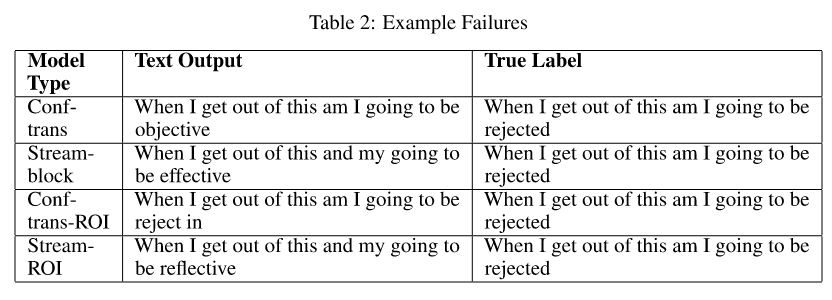 Table 2: Example Failures
Model Type	Text Output	True Label
Conf-trans	When I get out of this am I going to be objective	When I get out of this am I going to be rejected
Stream-block	When I get out of this and my going to be effective	When I get out of this am I going to be rejected
Conf-trans-ROI	When I get out of this am I going to be reject in	When I get out of this am I going to be rejected
Stream-ROI	When I get out of this and my going to be reflective	When I get out of this am I going to be rejected